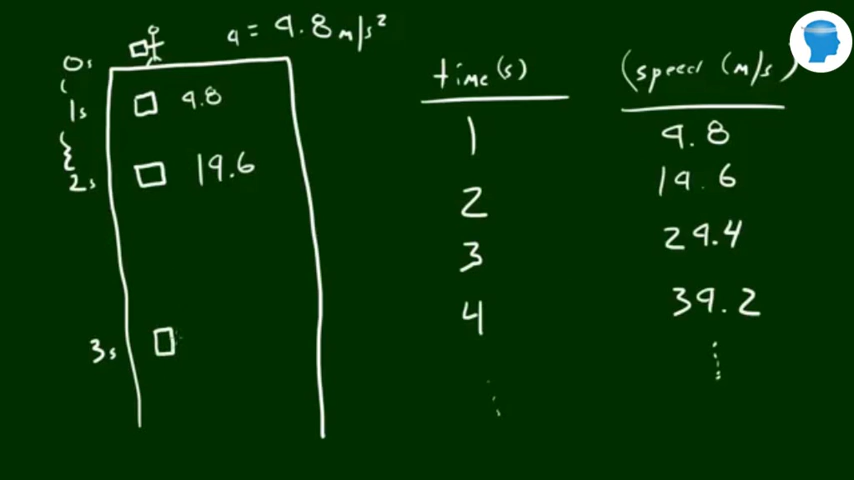 a = 9.8 m/s²
0s
1s
9.8
2s
19.6
3s
time(s) (speed (m/s)
1 9.8
2 19.6
3 29.4
4 39.2